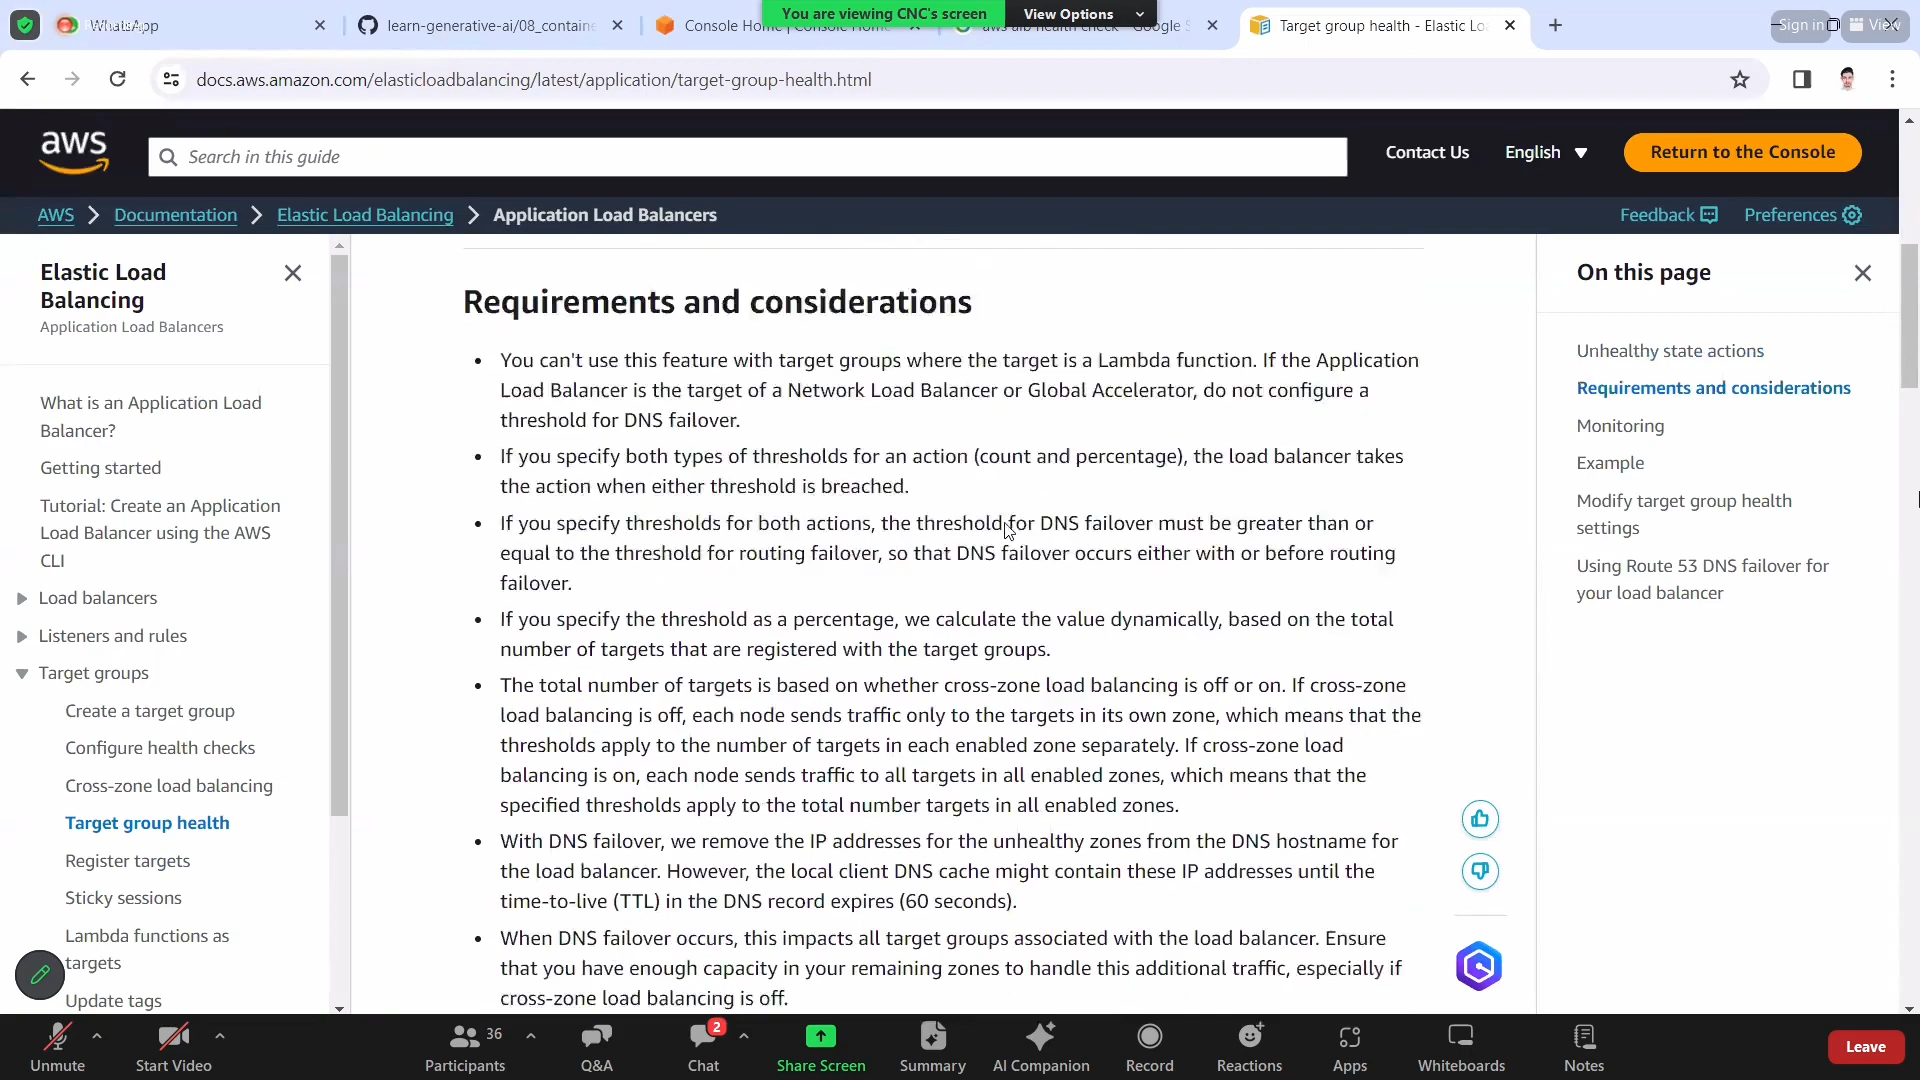 WhatsApp
learn-generative-ai/08_containe
Console Home | Console Home
You are viewing CNC's screen
View Options
aws alb health check - Google S
Target group health - Elastic Lo
Sign in
View
docs.aws.amazon.com/elasticloadbalancing/latest/application/target-group-health.html
aws
Search in this guide
Contact Us
English
Return to the Console
AWS
Documentation
Elastic Load Balancing
Application Load Balancers
Feedback
Preferences
Elastic Load
Balancing
Application Load Balancers
What is an Application Load
Balancer?
Getting started
Tutorial: Create an Application
Load Balancer using the AWS
CLI
Load balancers
Listeners and rules
Target groups
Create a target group
Configure health checks
Cross-zone load balancing
Target group health
Register targets
Sticky sessions
Lambda functions as
targets
Update tags
Requirements and considerations
• You can't use this feature with target groups where the target is a Lambda function. If the Application
Load Balancer is the target of a Network Load Balancer or Global Accelerator, do not configure a
threshold for DNS failover.
• If you specify both types of thresholds for an action (count and percentage), the load balancer takes
the action when either threshold is breached.
• If you specify thresholds for both actions, the threshold for DNS failover must be greater than or
equal to the threshold for routing failover, so that DNS failover occurs either with or before routing
failover.
• If you specify the threshold as a percentage, we calculate the value dynamically, based on the total
number of targets that are registered with the target groups.
• The total number of targets is based on whether cross-zone load balancing is off or on. If cross-zone
load balancing is off, each node sends traffic only to the targets in its own zone, which means that the
thresholds apply to the number of targets in each enabled zone separately. If cross-zone load
balancing is on, each node sends traffic to all targets in all enabled zones, which means that the
specified thresholds apply to the total number targets in all enabled zones.
• With DNS failover, we remove the IP addresses for the unhealthy zones from the DNS hostname for
the load balancer. However, the local client DNS cache might contain these IP addresses until the
time-to-live (TTL) in the DNS record expires (60 seconds).
• When DNS failover occurs, this impacts all target groups associated with the load balancer. Ensure
that you have enough capacity in your remaining zones to handle this additional traffic, especially if
cross-zone load balancing is off.
On this page
Unhealthy state actions
Requirements and considerations
Monitoring
Example
Modify target group health
settings
Using Route 53 DNS failover for
your load balancer
Unmute
Start Video
36
Participants
Q&A
2
Chat
Share Screen
Summary
AI Companion
Record
Reactions
Apps
Whiteboards
Notes
Leave